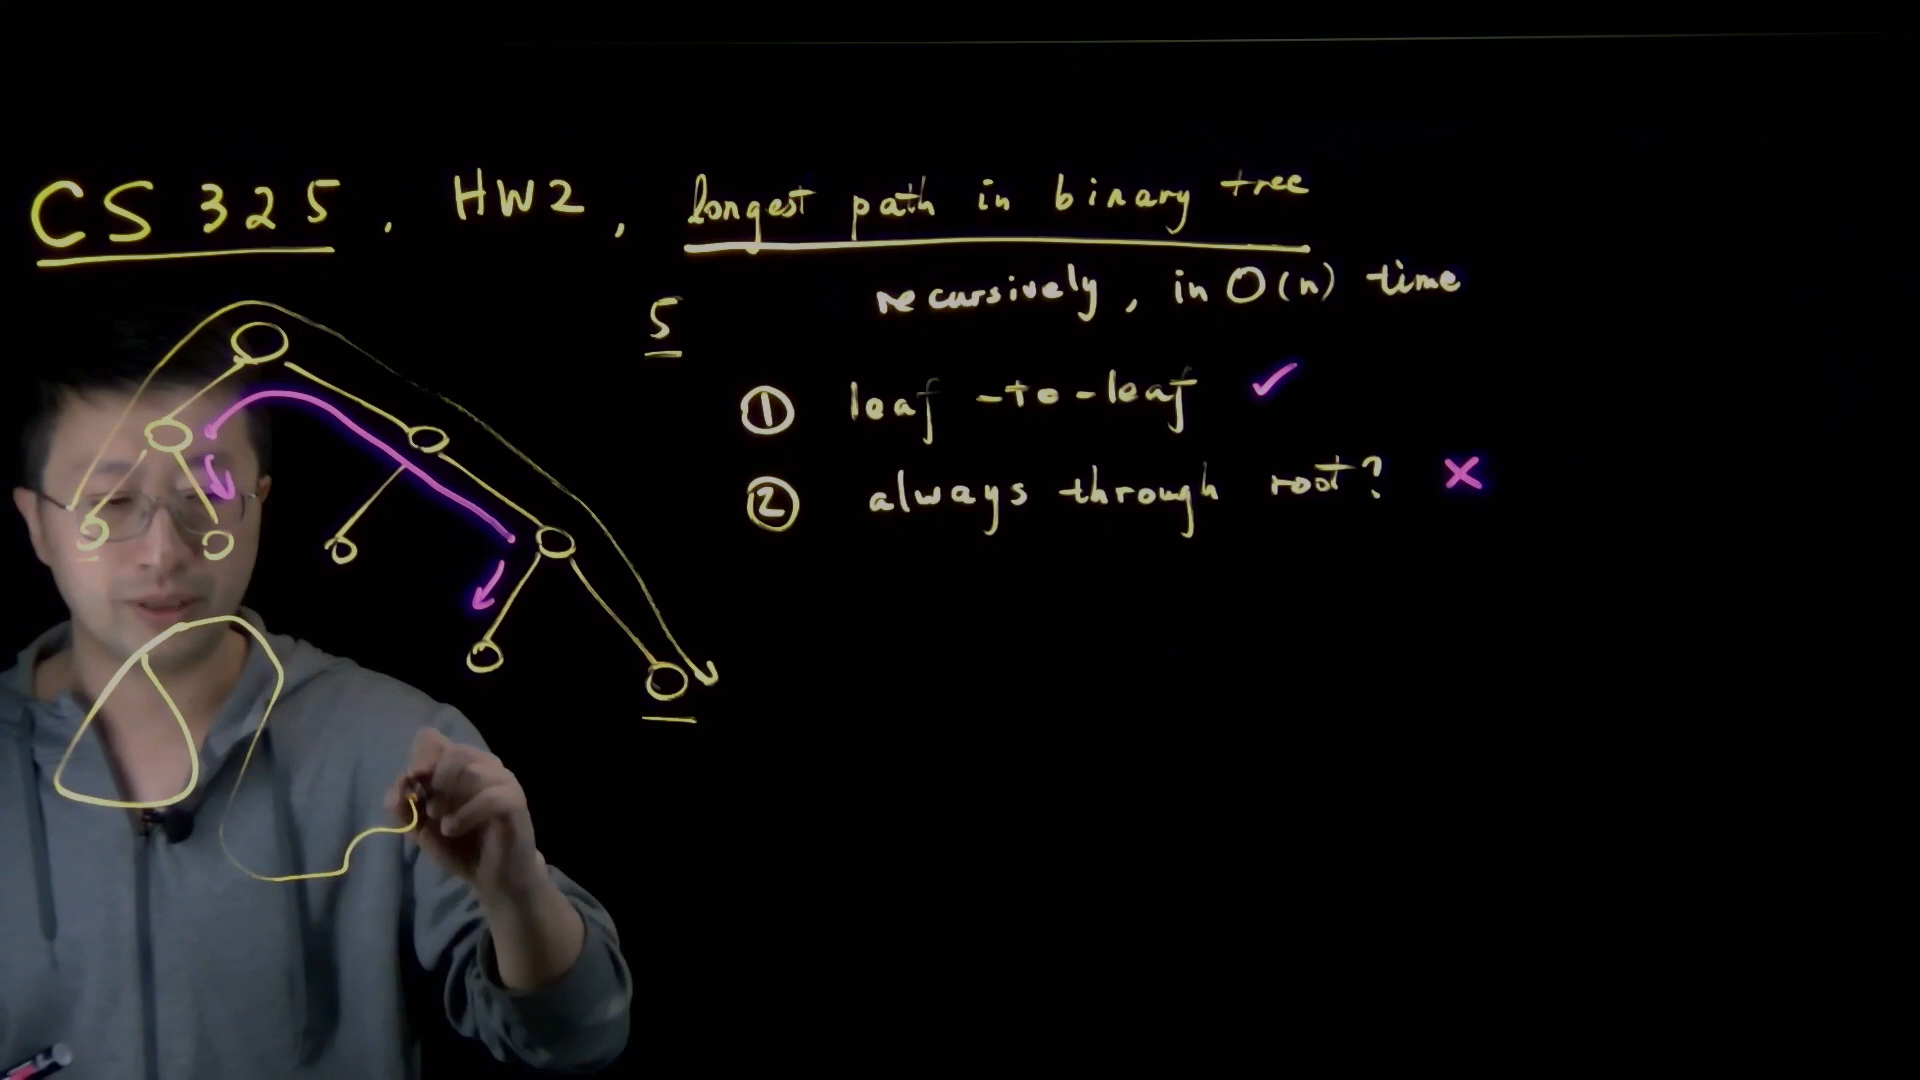 CS 325, HW2, longest path in binary tree
recursively, in O(n) time
5
① leaf-to-leaf ✓
② always through root? ✗